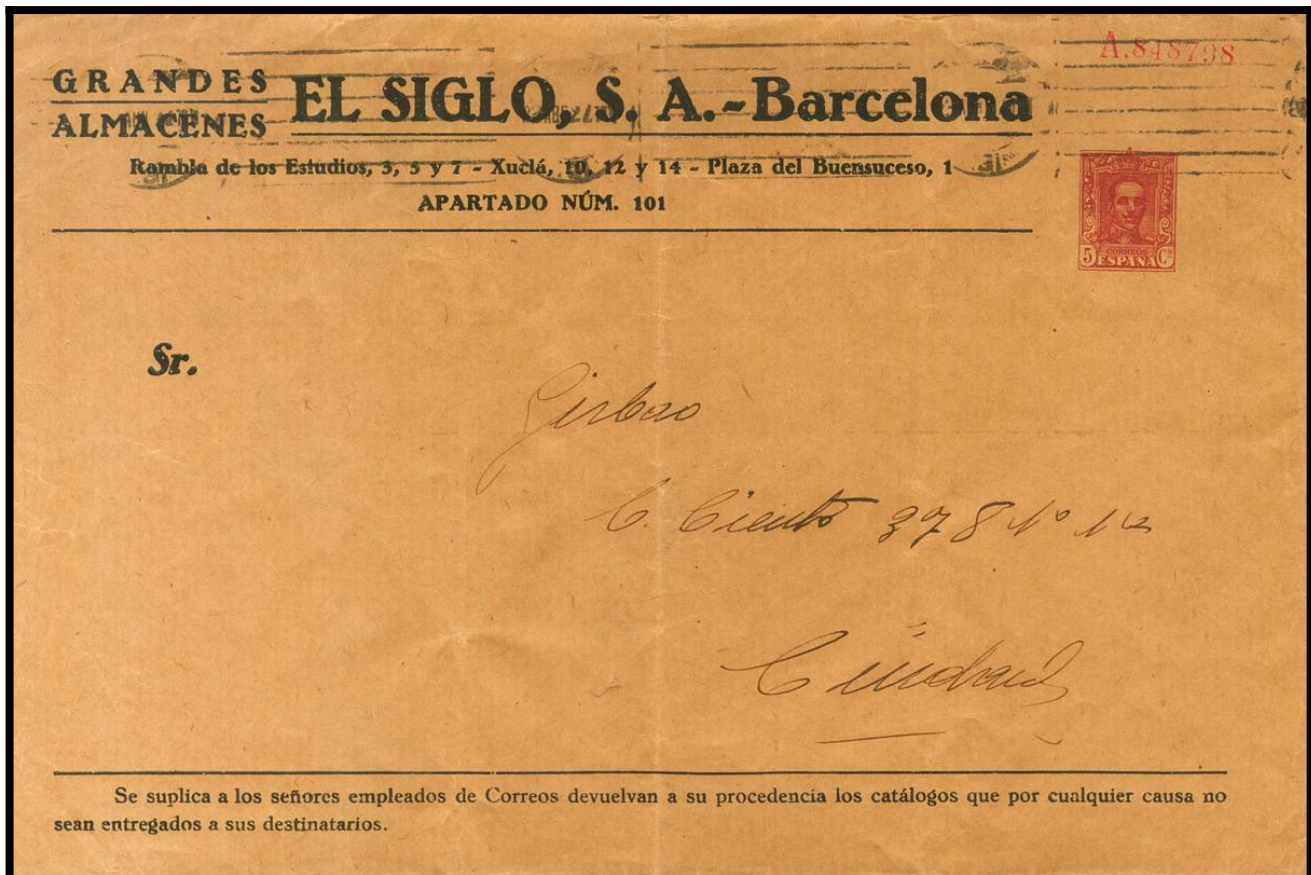 A.848798
GRANDES
ALMACENES
EL SIGLO, S. A.-Barcelona
Rambla de los Estudios, 3, 5 y 7 - Xuclá, 10, 12 y 14 - Plaza del Buensuceso, 1
APARTADO NÚM. 101
CORREOS
5 ESPAÑA Cs
Sr.
Girbao
C. Ciento 378 1º 1ª
Ciudad
Se suplica a los señores empleados de Correos devuelvan a su procedencia los catálogos que por cualquier causa no
sean entregados a sus destinatarios.